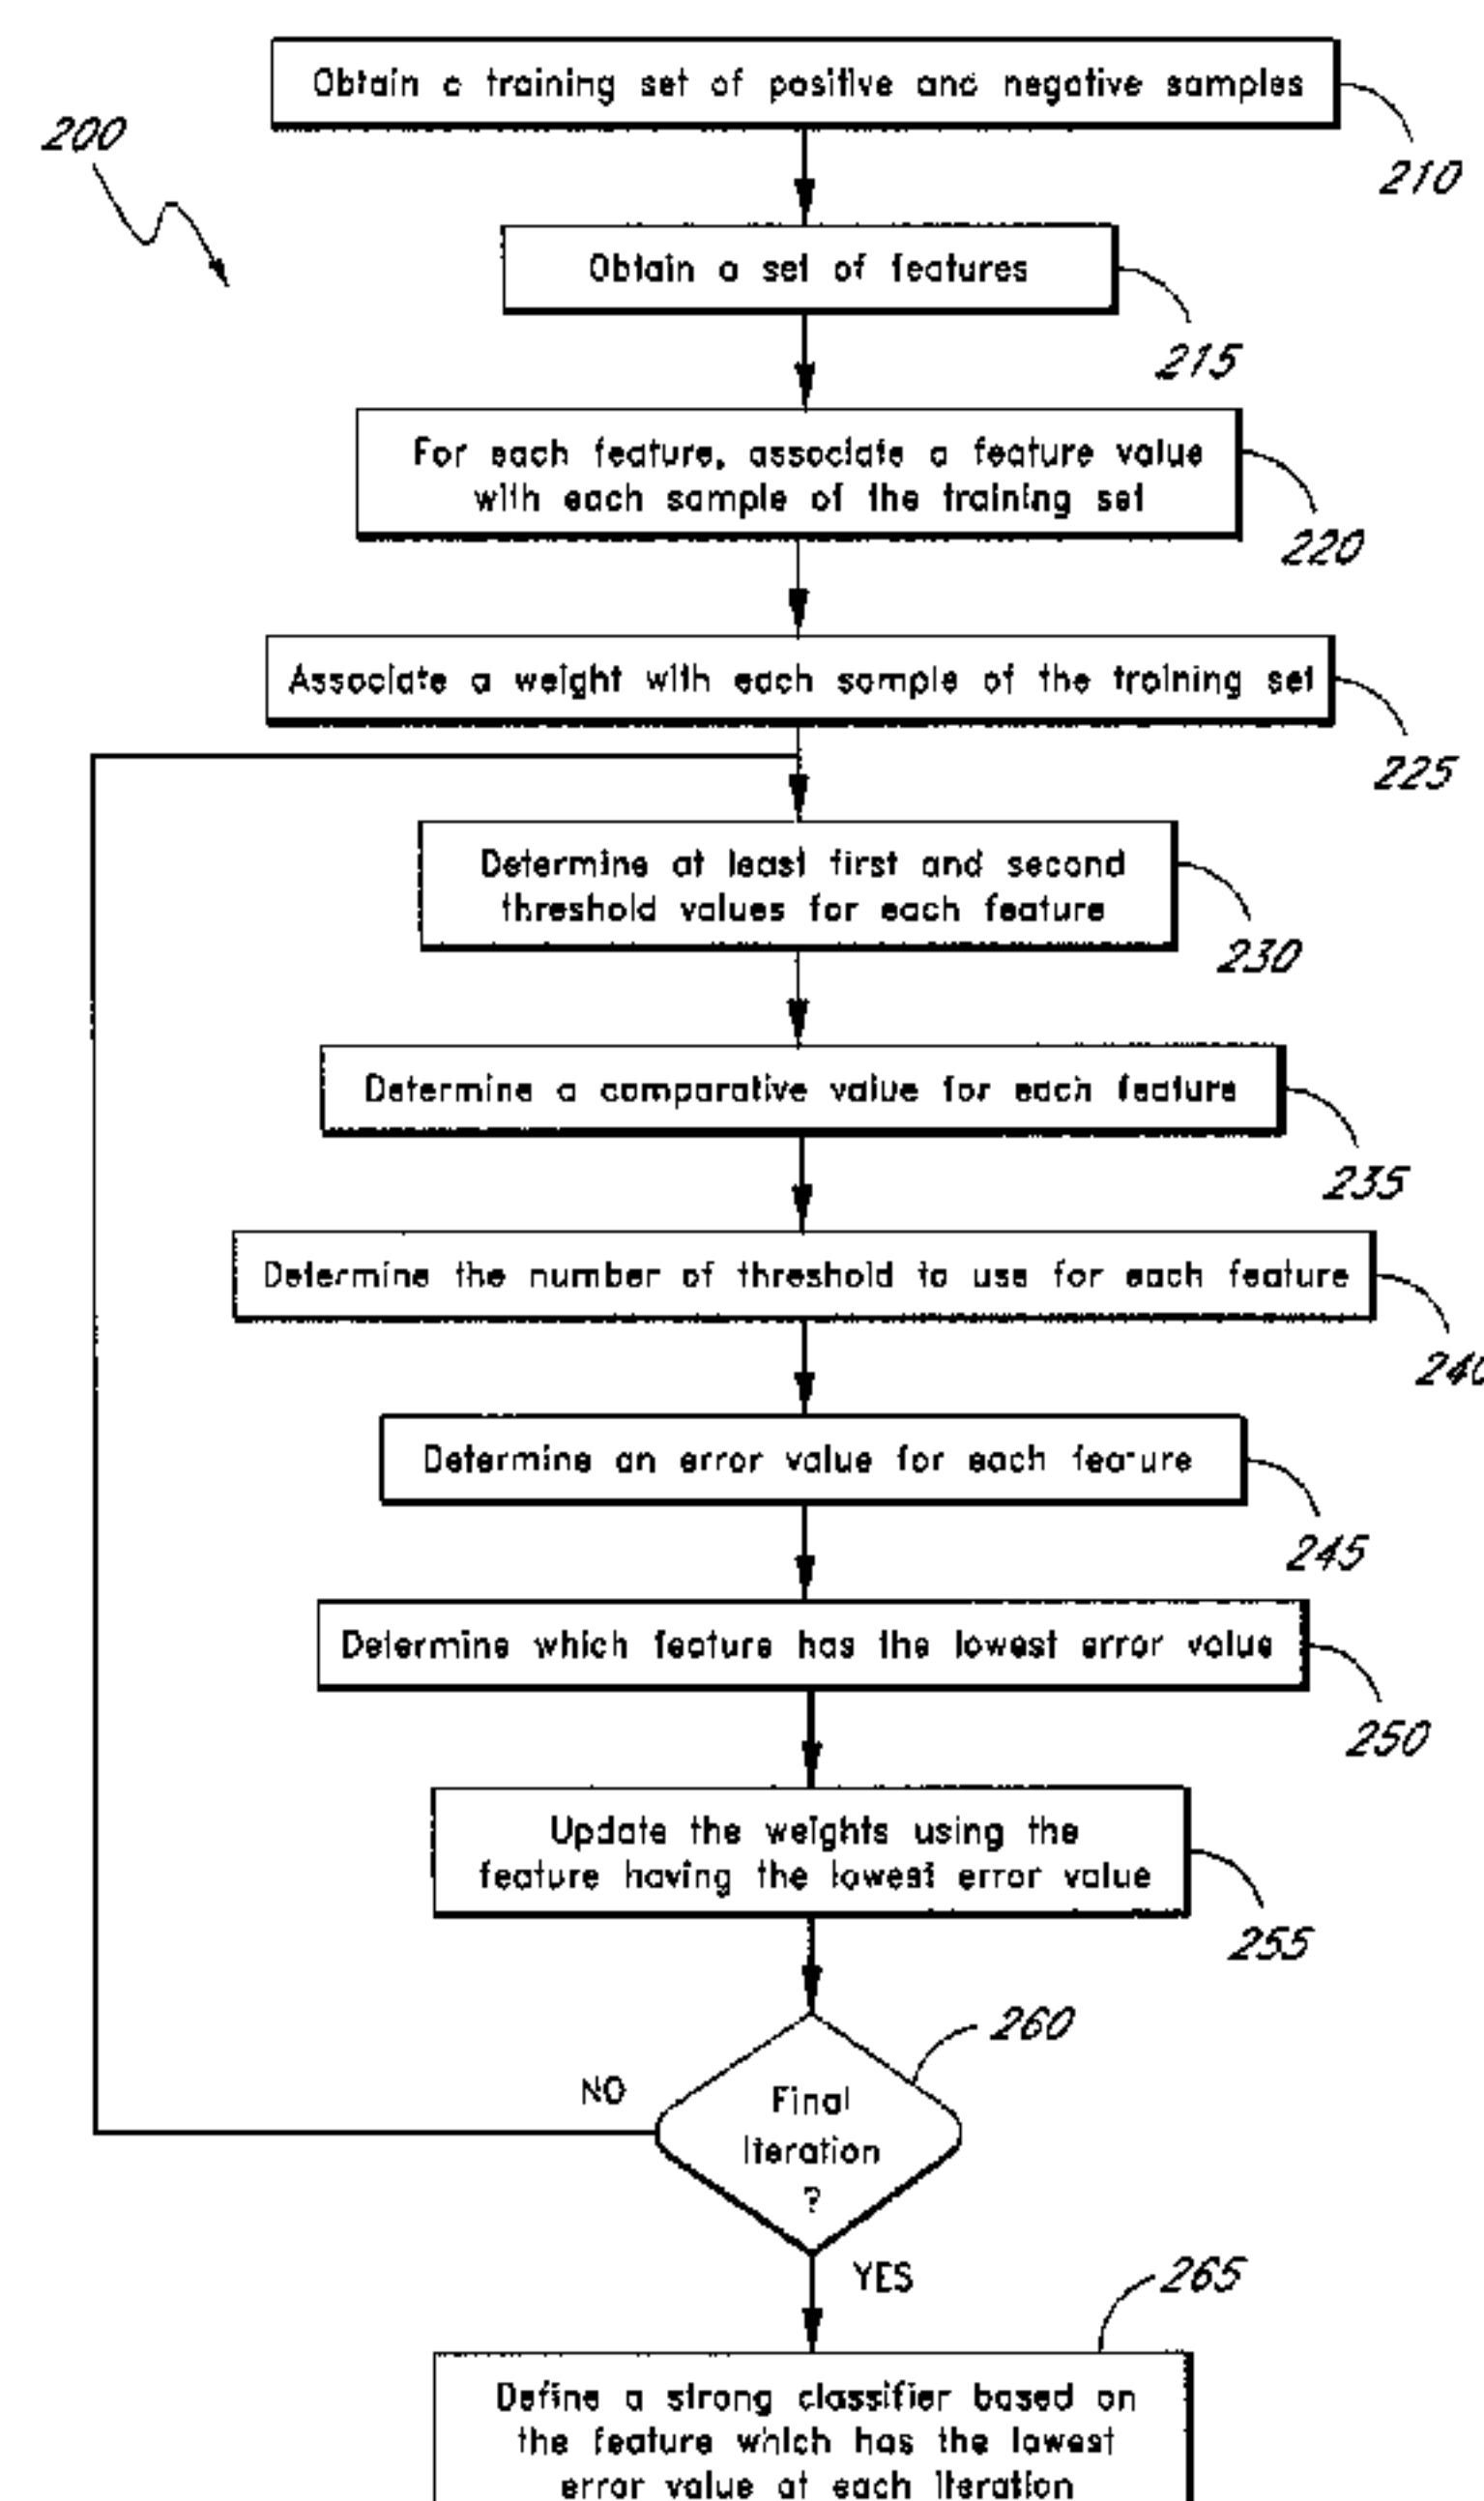 Obtain a training set of positive and negative samples
210
200
Obtain a set of features
215
For each feature, associate a feature value
with each sample of the training set
220
Associate a weight with each sample of the training set
225
Determine at least first and second
threshold values for each feature
230
Determine a comparative value for each feature
235
Determine the number of threshold to use for each feature
240
Determine an error value for each feature
245
Determine which feature has the lowest error value
250
Update the weights using the
feature having the lowest error value
255
260
NO
Final
Iteration
?
YES
265
Define a strong classifier based on
the feature which has the lowest
error value at each iteration